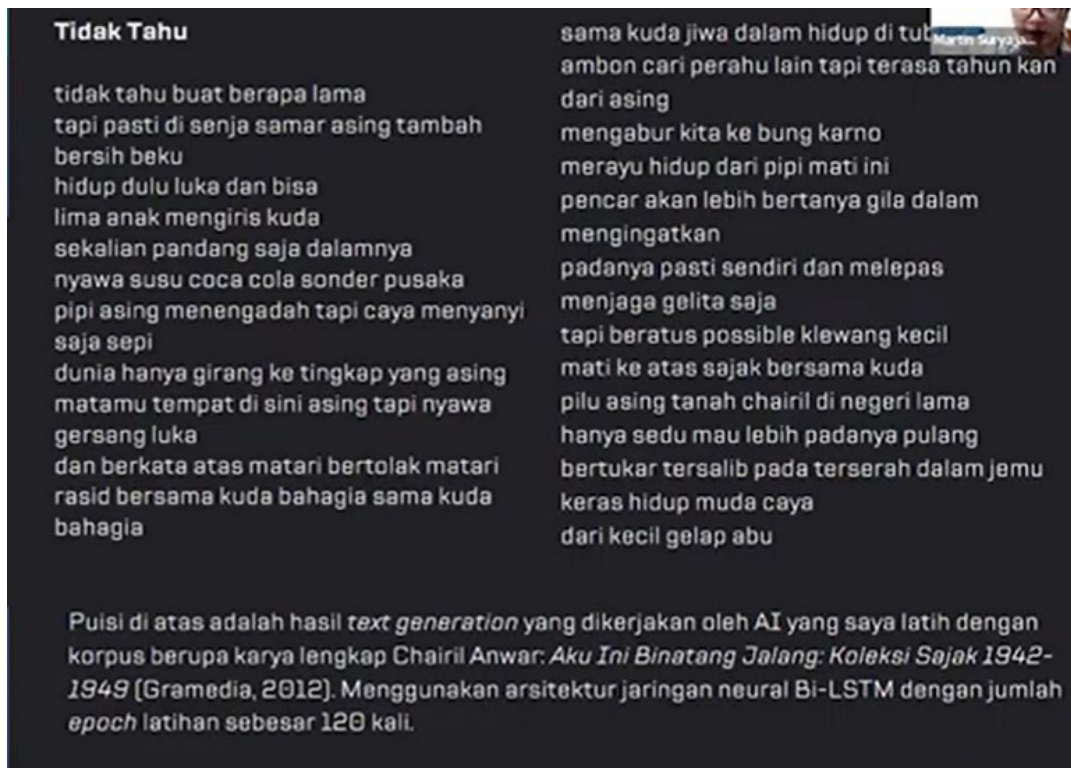 Tidak Tahu
tidak tahu buat berapa lama
tapi pasti di senja samar asing tambah
bersih beku
hidup dulu luka dan bisa
lima anak mengiris kuda
sekalian pandang saja dalamnya
nyawa susu coca cola sonder pusaka
pipi asing menengadah tapi caya menyanyi
saja sepi
dunia hanya girang ke tingkap yang asing
matamu tempat di sini asing tapi nyawa
gersang luka
dan berkata atas matari bertolak matari
rasid bersama kuda bahagia sama kuda
bahagia
sama kuda jiwa dalam hidup di
ambon cari perahu lain tapi terasa tahun kan
dari asing
mengabur kita ke bung karno
merayu hidup dari pipi mati ini
pencar akan lebih bertanya gila dalam
mengingatkan
padanya pasti sendiri dan melepas
menjaga gelita saja
tapi beratus possible klewang kecil
mati ke atas sajak bersama kuda
pilu asing tanah chairil di negeri lama
hanya sedu mau lebih padanya pulang
bertukar tersalib pada terserah dalam jemu
keras hidup muda caya
dari kecil gelap abu
Martin Suryaja...
Puisi di atas adalah hasil text generation yang dikerjakan oleh AI yang saya latih dengan
korpus berupa karya lengkap Chairil Anwar: Aku Ini Binatang Jalang: Koleksi Sajak 1942-
1949 (Gramedia, 2012). Menggunakan arsitektur jaringan neural Bi-LSTM dengan jumlah
epoch latihan sebesar 120 kali.